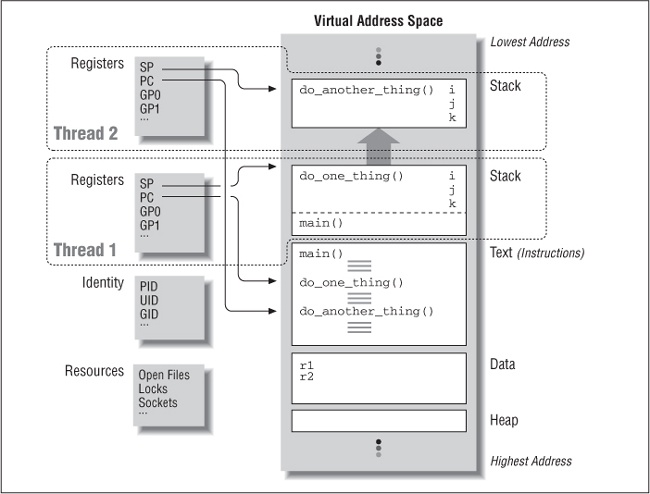 Virtual Address Space
Lowest Address
Registers
SP
PC
GP0
GP1
...
Thread 2
do_another_thing() i
j
k
Stack
Registers
SP
PC
GP0
GP1
...
Thread 1
do_one_thing() i
j
k
main()
Stack
Identity
PID
UID
GID
...
main()
do_one_thing()
do_another_thing()
Text (Instructions)
Resources
Open Files
Locks
Sockets
...
r1
r2
Data
Heap
Highest Address